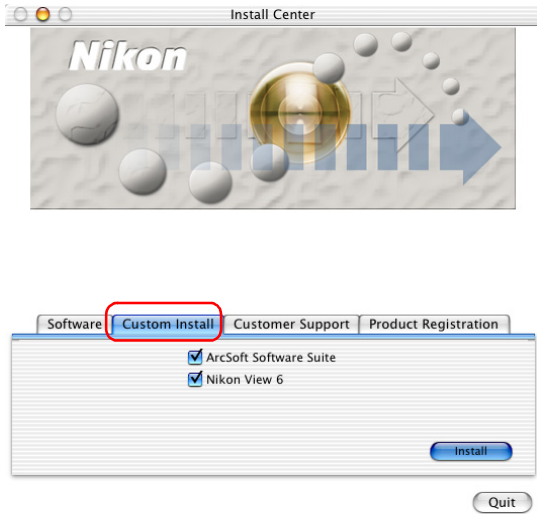 Install Center
Nikon
Software Custom Install Customer Support Product Registration
ArcSoft Software Suite
Nikon View 6
Install
Quit